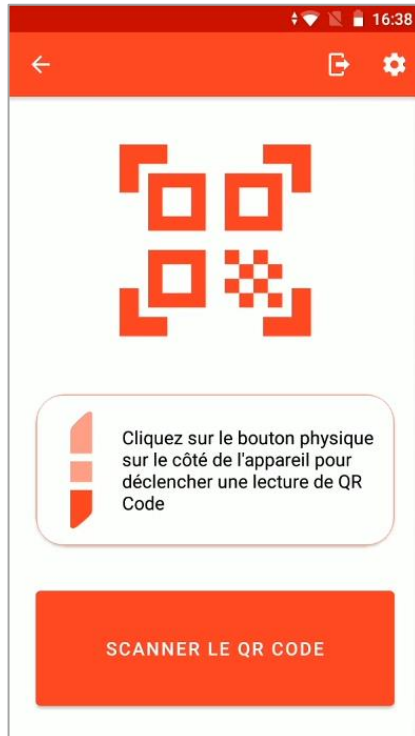 16:38
Cliquez sur le bouton physique
sur le côté de l'appareil pour
déclencher une lecture de QR
Code
SCANNER LE QR CODE